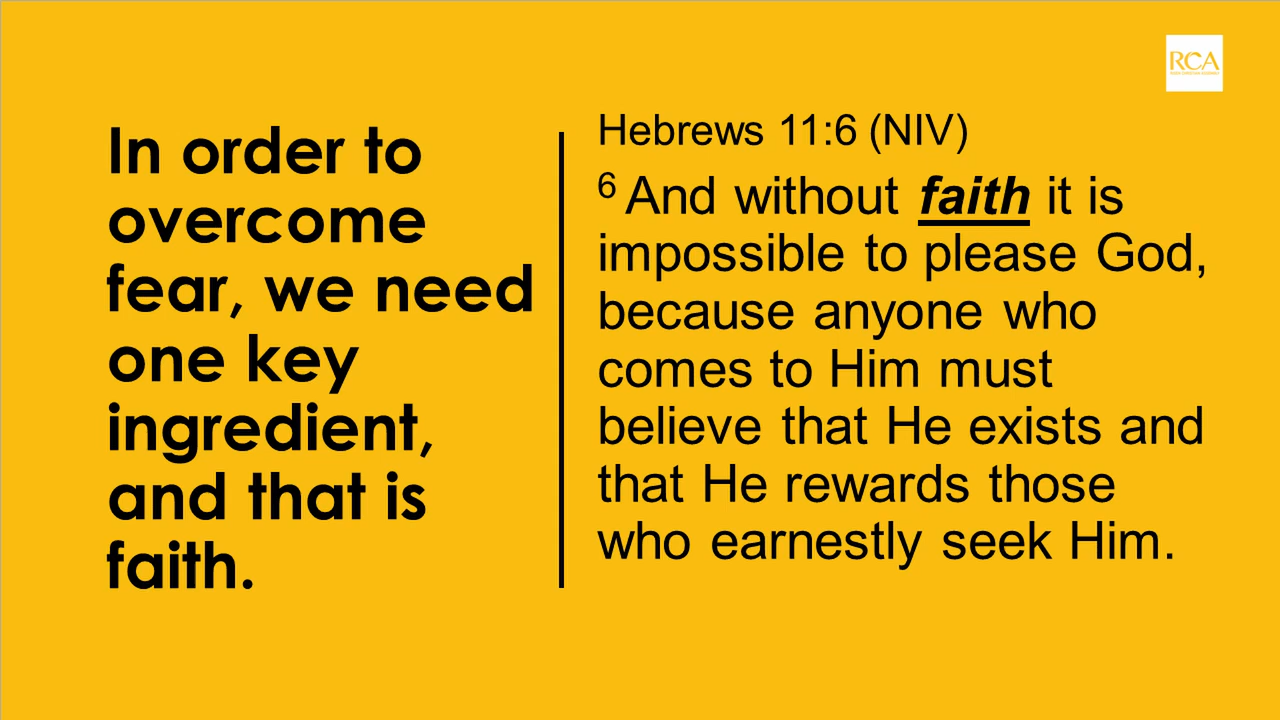 RCA
In order to
overcome
fear, we need
one key
ingredient,
and that is
faith.
Hebrews 11:6 (NIV)
6 And without faith it is
impossible to please God,
because anyone who
comes to Him must
believe that He exists and
that He rewards those
who earnestly seek Him.